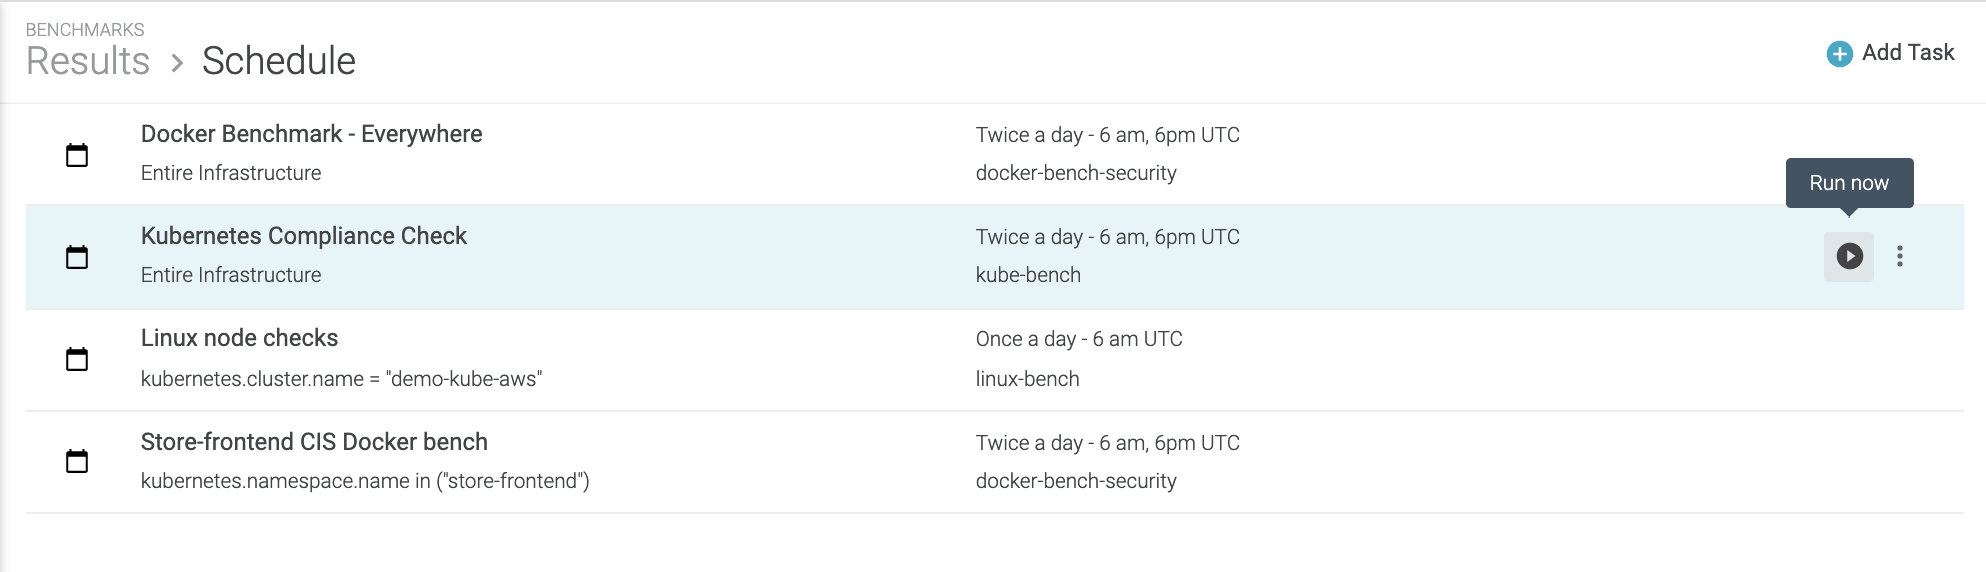 BENCHMARKS
Results > Schedule
Add Task
Docker Benchmark - Everywhere
Twice a day - 6 am, 6pm UTC
Entire Infrastructure
docker-bench-security
Run now
Kubernetes Compliance Check
Twice a day - 6 am, 6pm UTC
Entire Infrastructure
kube-bench
Linux node checks
Once a day - 6 am UTC
kubernetes.cluster.name = "demo-kube-aws"
linux-bench
Store-frontend CIS Docker bench
Twice a day - 6 am, 6pm UTC
kubernetes.namespace.name in ("store-frontend")
docker-bench-security